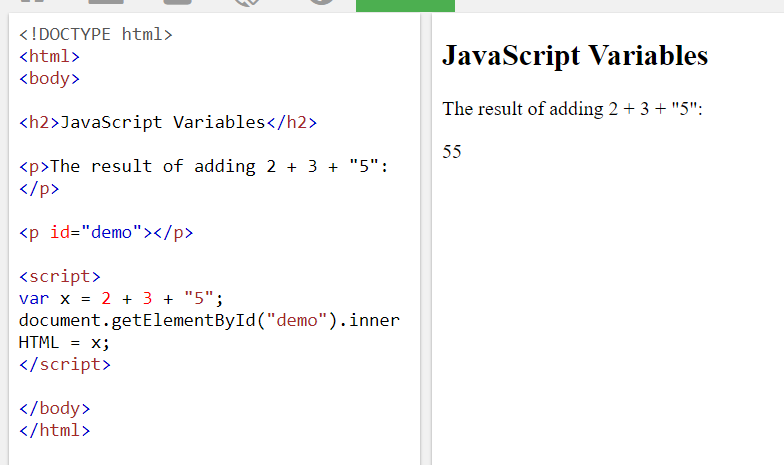 <!DOCTYPE html>
<html>
<body>
<h2>JavaScript Variables</h2>
<p>The result of adding 2 + 3 + "5":
</p>
<p id="demo"></p>
<script>
var x = 2 + 3 + "5";
document.getElementById("demo").inner
HTML = x;
</script>
</body>
</html>
JavaScript Variables
The result of adding 2 + 3 + "5":
55